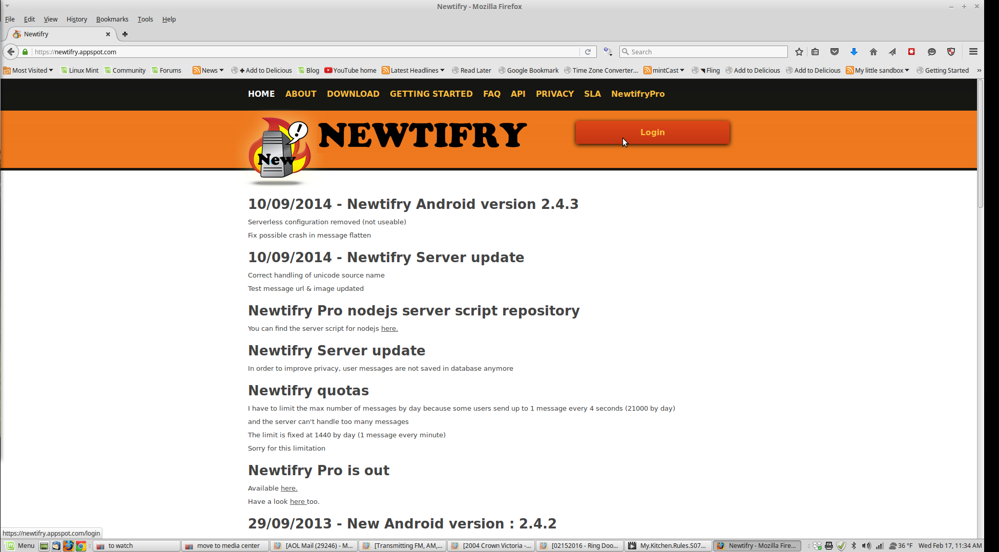 Newtifry - Mozilla Firefox
File Edit View History Bookmarks Tools Help
Newtifry
https://newtifry.appspot.com
Search
Most Visited Linux Mint Community Forums News Add to Delicious Blog YouTube home Latest Headlines Read Later Google Bookmark Time Zone Converter... mintCast Fling Add to Delicious Add to Delicious My little sandbox Getting Started
HOME ABOUT DOWNLOAD GETTING STARTED FAQ API PRIVACY SLA NewtifryPro
! New
NEWTIFRY
Login
10/09/2014 - Newtifry Android version 2.4.3
Serverless configuration removed (not useable)
Fix possible crash in message flatten
10/09/2014 - Newtifry Server update
Correct handling of unicode source name
Test message url & image updated
Newtifry Pro nodejs server script repository
You can find the server script for nodejs here.
Newtifry Server update
In order to improve privacy, user messages are not saved in database anymore
Newtifry quotas
I have to limit the max number of messages by day because some users send up to 1 message every 4 seconds (21000 by day)
and the server can't handle too many messages
The limit is fixed at 1440 by day (1 message every minute)
Sorry for this limitation
Newtifry Pro is out
Available here.
Have a look here too.
29/09/2013 - New Android version : 2.4.2
https://newtifry.appspot.com/login
Menu to watch move to media center [AOL Mail (29246) - M... [Transmitting FM, AM,... [2004 Crown Victoria -... [02152016 - Ring Doo... My.Kitchen.Rules.S07... Newtifry - Mozilla Fire... 36 °F Wed Feb 17, 11:34 AM